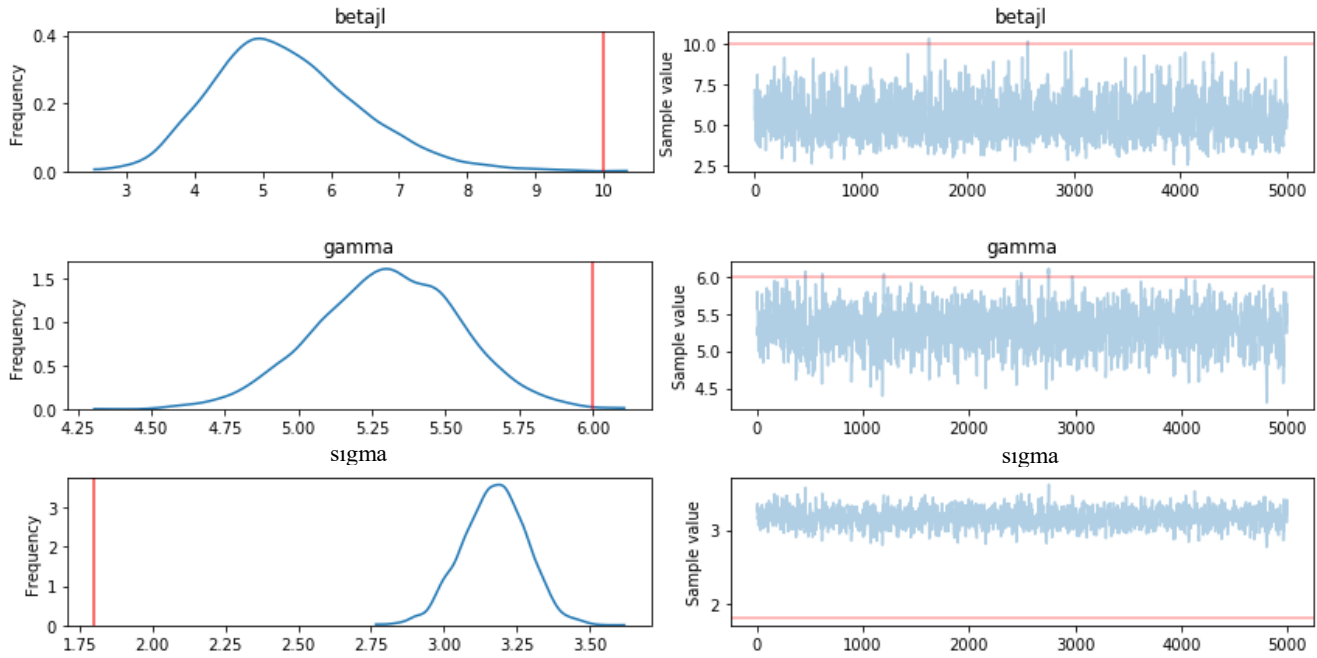 betajl
Frequency
0.4
0.2
0.0
3 4 5 6 7 8 9 10
betajl
Sample value
10.0
7.5
5.0
2.5
0 1000 2000 3000 4000 5000
gamma
Frequency
1.5
1.0
0.5
0.0
4.25 4.50 4.75 5.00 5.25 5.50 5.75 6.00
gamma
Sample value
6.0
5.5
5.0
4.5
0 1000 2000 3000 4000 5000
sigma
Frequency
3
2
1
0
1.75 2.00 2.25 2.50 2.75 3.00 3.25 3.50
sigma
Sample value
3
2
0 1000 2000 3000 4000 5000